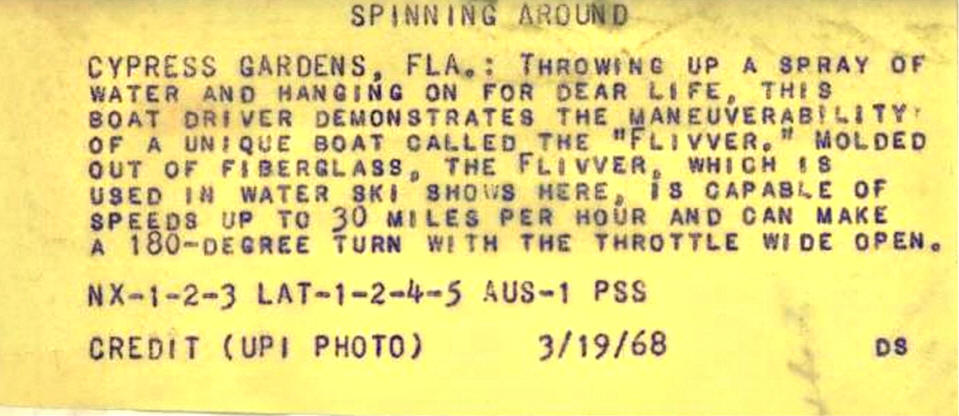 SPINNING AROUND
CYPRESS GARDENS, FLA.: THROWING UP A SPRAY OF
WATER AND HANGING ON FOR DEAR LIFE, THIS
BOAT DRIVER DEMONSTRATES THE MANEUVERABILITY
OF A UNIQUE BOAT CALLED THE "FLIVVER." MOLDED
OUT OF FIBERGLASS, THE FLIVVER, WHICH IS
USED IN WATER SKI SHOWS HERE, IS CAPABLE OF
SPEEDS UP TO 30 MILES PER HOUR AND CAN MAKE
A 180-DEGREE TURN WITH THE THROTTLE WIDE OPEN.
NX-1-2-3 LAT-1-2-4-5 AUS-1 PSS
CREDIT (UPI PHOTO) 3/19/68 DS